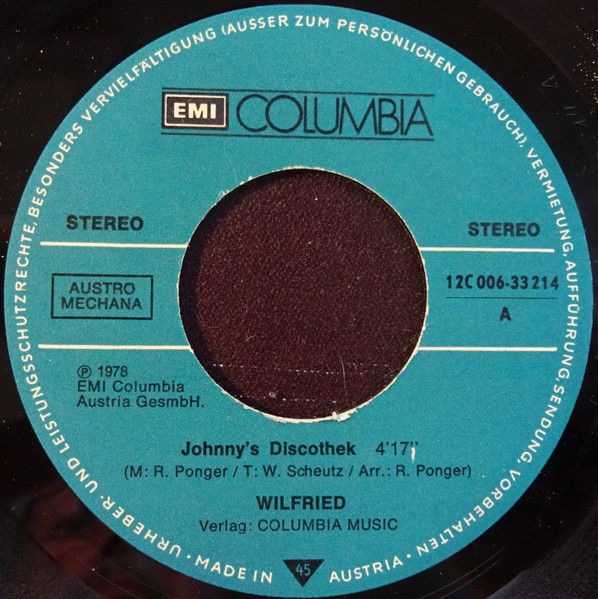 EMI COLUMBIA
STEREO
STEREO
AUSTRO
MECHANA
12C 006-33 214
A
℗ 1978
EMI Columbia
Austria GesmbH.
Johnny's Discothek 4'17''
(M: R. Ponger / T: W. Scheutz / Arr.: R. Ponger)
WILFRIED
Verlag: COLUMBIA MUSIC
45
URHEBER- UND LEISTUNGSSCHUTZRECHTE, BESONDERS VERVIELFÄLTIGUNG (AUSSER ZUM PERSÖNLICHEN GEBRAUCH), VERMIETUNG, AUFFÜHRUNG, SENDUNG, VORBEHALTEN • MADE IN AUSTRIA •